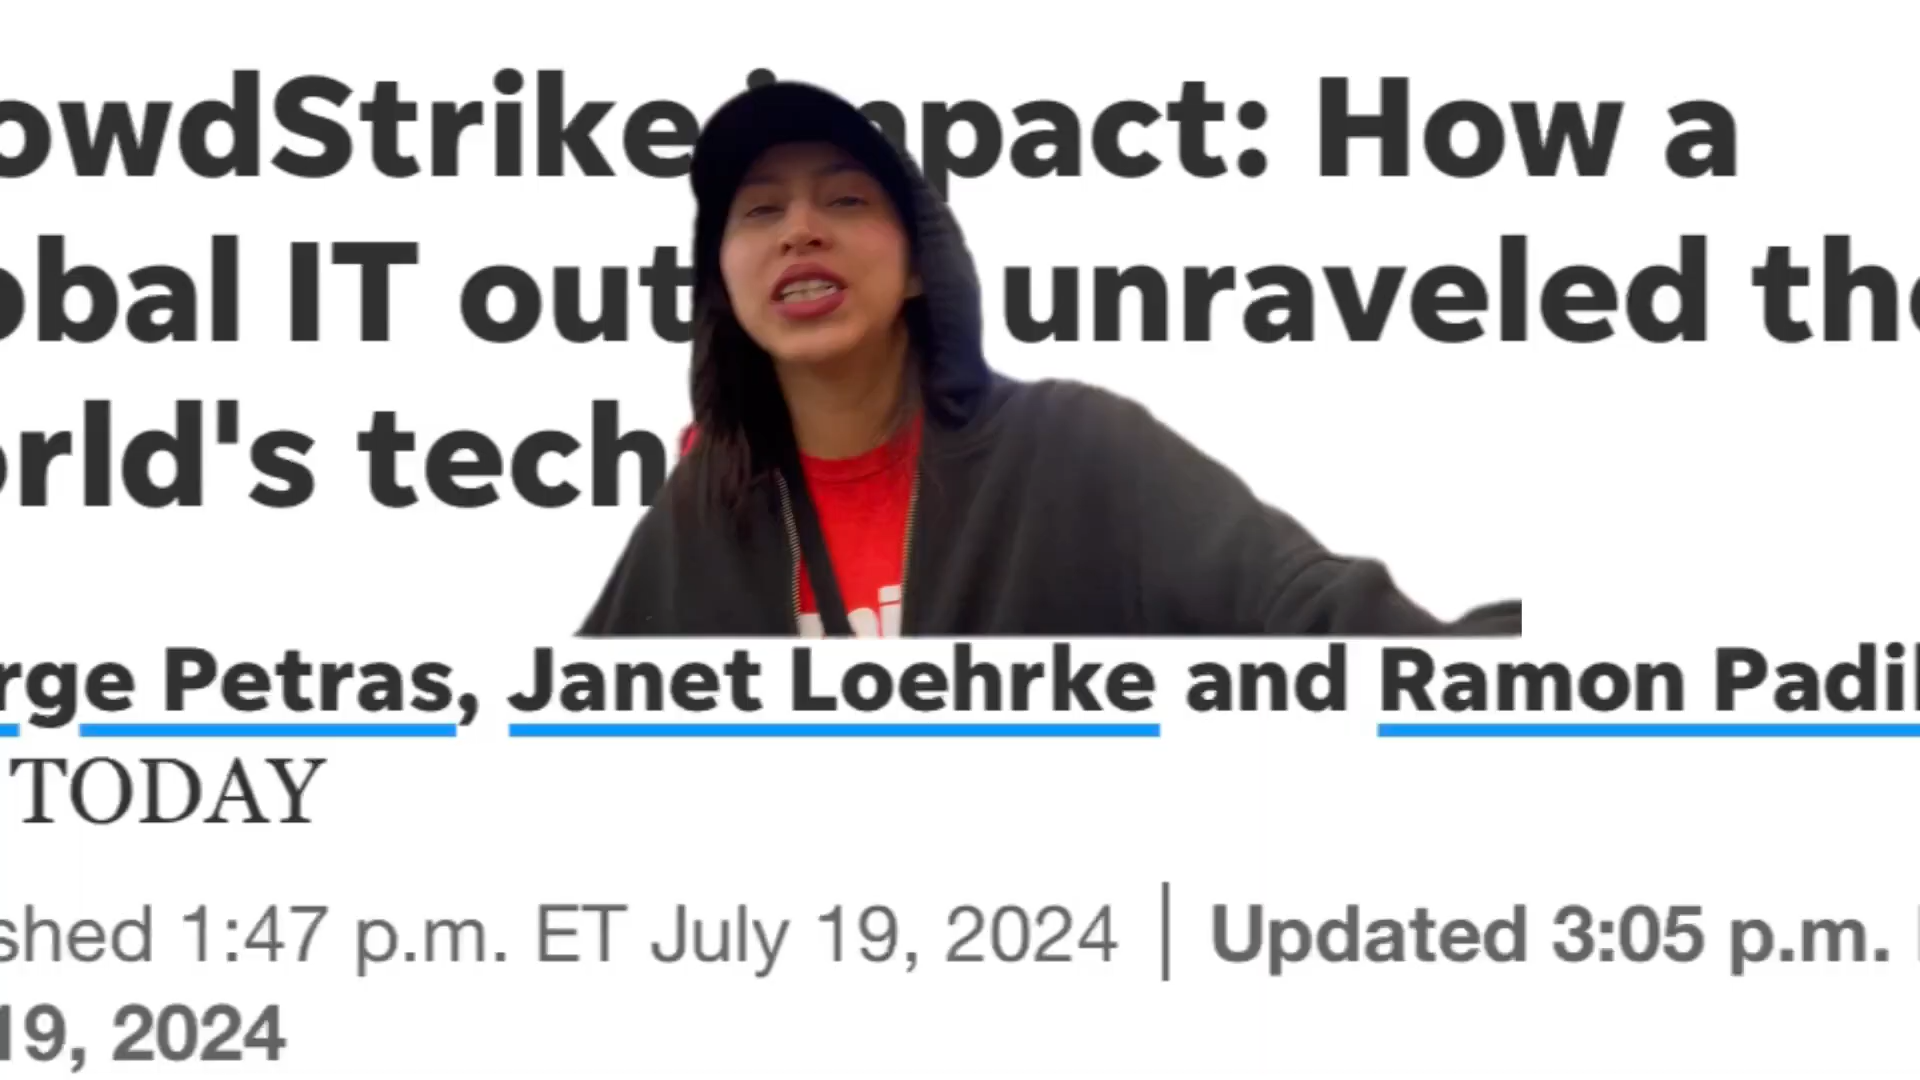 owdStrike impact: How a
obal IT out unraveled the
orld's tech
rge Petras, Janet Loehrke and Ramon Padil
TODAY
shed 1:47 p.m. ET July 19, 2024 | Updated 3:05 p.m.
19, 2024